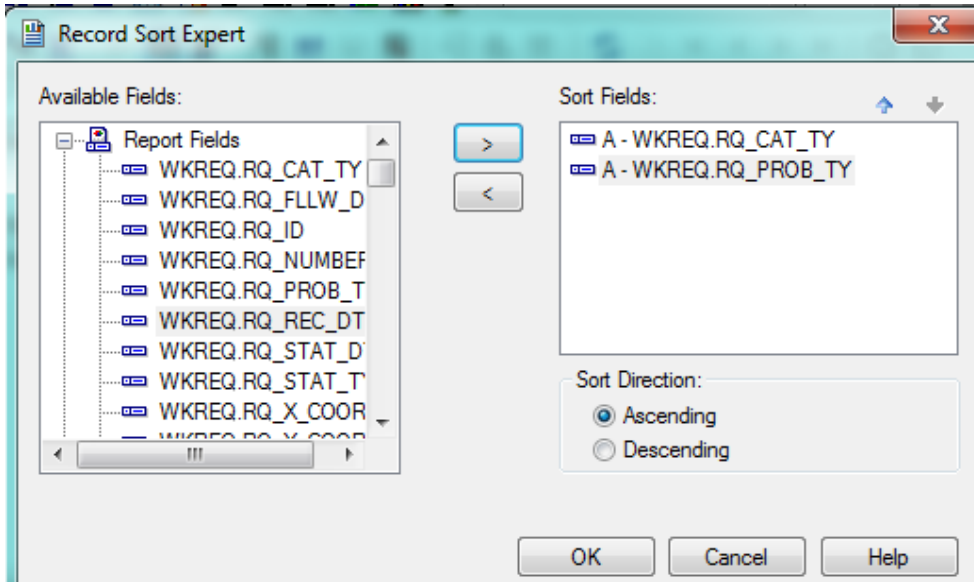 Record Sort Expert
Available Fields:
Report Fields
WKREQ.RQ_CAT_TY
WKREQ.RQ_FLLW_D
WKREQ.RQ_ID
WKREQ.RQ_NUMBER
WKREQ.RQ_PROB_T
WKREQ.RQ_REC_DT
WKREQ.RQ_STAT_D
WKREQ.RQ_STAT_T
WKREQ.RQ_X_COOR
>
<
Sort Fields:
A - WKREQ.RQ_CAT_TY
A - WKREQ.RQ_PROB_TY
Sort Direction:
Ascending
Descending
OK Cancel Help